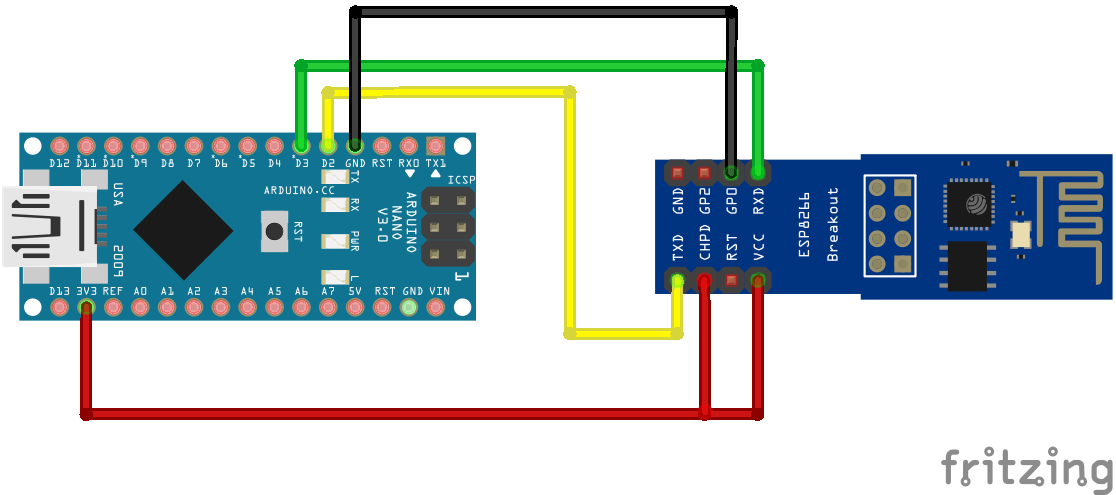 D12 D11 D10 D9 D8 D7 D6 D5 D4 D3 D2 GND RST RX0 TX1
ICSP
TX
RX
PWR
L
ARDUINO.CC
RST
ARDUINO
NANO
V3.0
USA
2009
1
D13 3V3 REF A0 A1 A2 A3 A4 A5 A6 A7 5V RST GND VIN
GND GP2 GP0 RXD
TXD CHPD RST VCC
ESP8266
Breakout
fritzing